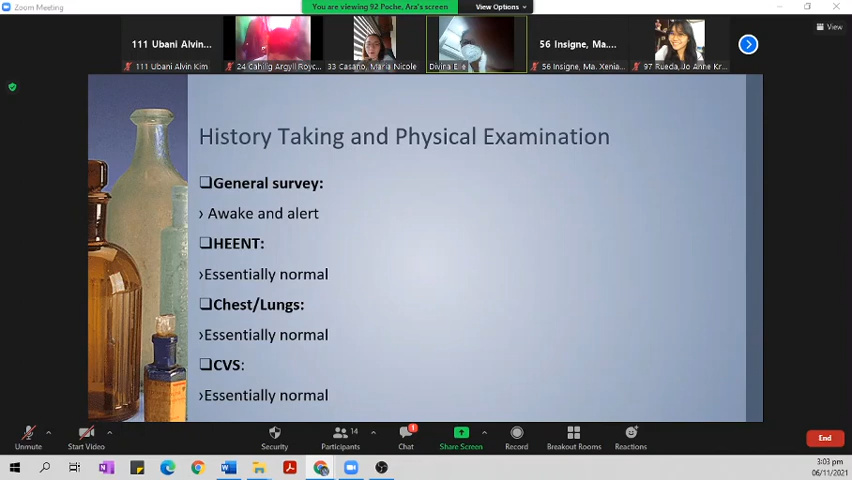 Zoom Meeting
You are viewing 92 Poche, Ara's screen
View Options
View
111 Ubani Alvin...
56 Insigne, Ma....
111 Ubani Alvin Kim
24 Cahilig Argyll Royc...
33 Casano, Maria Nicole
Divina Elle
56 Insigne, Ma. Xenia...
97 Rueda, Jo Anne Kr...
History Taking and Physical Examination
❑General survey:
› Awake and alert
❑HEENT:
›Essentially normal
❑Chest/Lungs:
›Essentially normal
❑CVS:
›Essentially normal
Unmute
Start Video
Security
14
Participants
1
Chat
Share Screen
Record
Breakout Rooms
Reactions
End
3:03 pm
06/11/2021